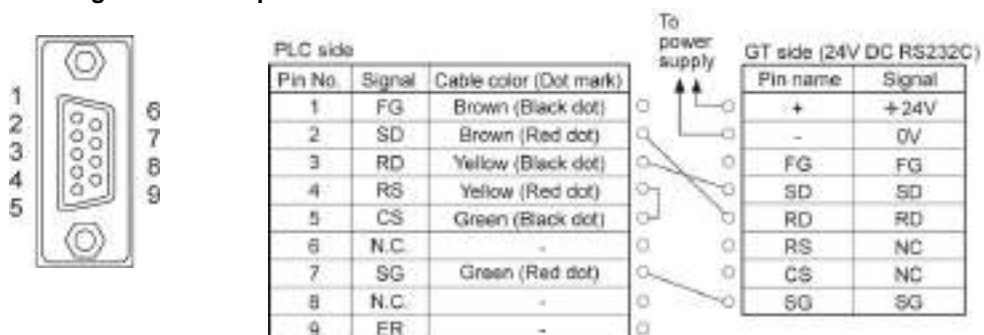 To
power
supply
PLC side
GT side (24V DC RS232C)
Pin No. Signal Cable color (Dot mark)
Pin name Signal
1 FG Brown (Black dot)
+ +24V
2 SD Brown (Red dot)
- 0V
3 RD Yellow (Black dot)
FG FG
4 RS Yellow (Red dot)
SD SD
5 CS Green (Black dot)
RD RD
6 N.C. -
RS NC
7 SG Green (Red dot)
CS NC
8 N.C. -
SG SG
9 ER -
1
2
3
4
5
6
7
8
9